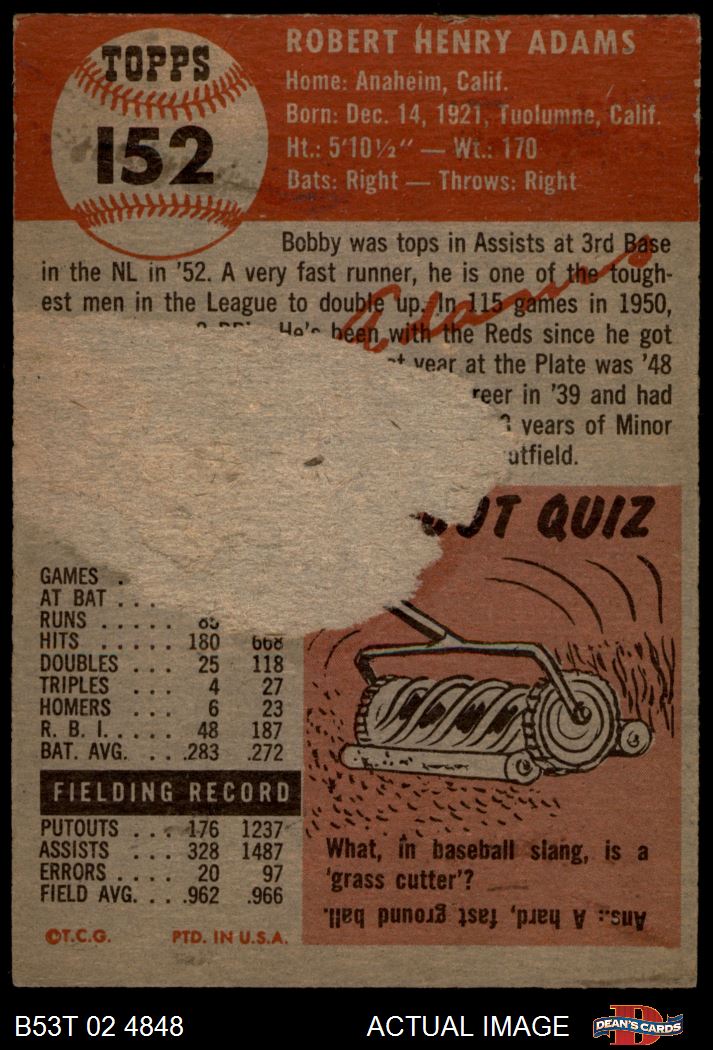 TOPPS
152
ROBERT HENRY ADAMS
Home: Anaheim, Calif.
Born: Dec. 14, 1921, Tuolumne, Calif.
Ht.: 5'10½" — Wt.: 170
Bats: Right — Throws: Right
Bobby was tops in Assists at 3rd Base
in the NL in '52. A very fast runner, he is one of the tough-
est men in the League to double up. In 115 games in 1950,
He's been with the Reds since he got
year at the Plate was '48
in '39 and had
years of Minor
Adams
QUIZ
GAMES .
AT BAT . . .
RUNS . . . . .
HITS . . . . . 180 668
DOUBLES . . . 25 118
TRIPLES . . . 4 27
HOMERS . . . 6 23
R. B. I. . . . . 48 187
BAT. AVG. . . .283 .272
FIELDING RECORD
PUTOUTS . . . 176 1237
ASSISTS . . . 328 1487
ERRORS . . . . 20 97
FIELD AVG. . . .962 .966
©T.C.G. PTD. IN U.S.A.
What, in baseball slang, is a
'grass cutter'?
Ans.: A hard, fast ground ball.
B53T 02 4848 ACTUAL IMAGE DEAN'S CARDS